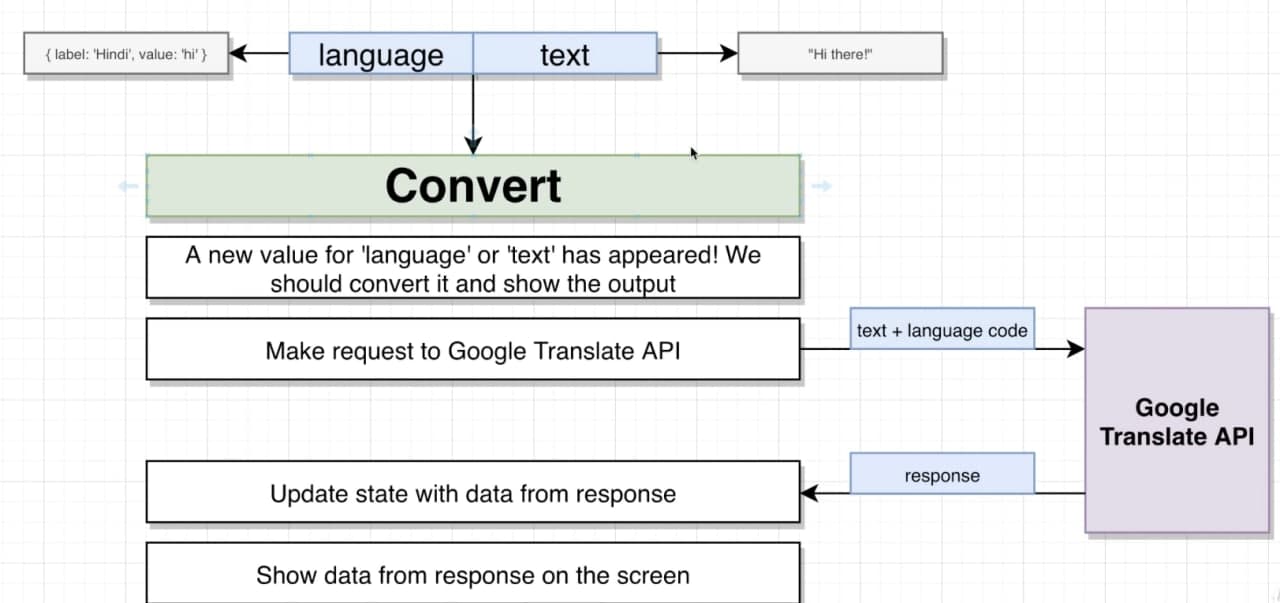 { label: 'Hindi', value: 'hi' }
language
text
"Hi there!"
Convert
A new value for 'language' or 'text' has appeared! We
should convert it and show the output
Make request to Google Translate API
text + language code
Google
Translate API
response
Update state with data from response
Show data from response on the screen